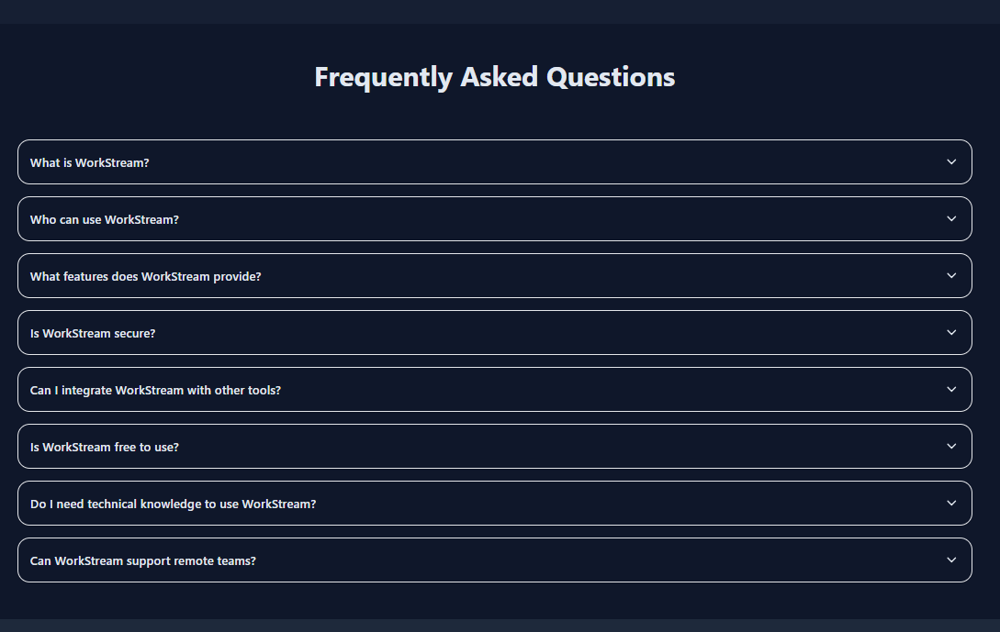 Frequently Asked Questions
What is WorkStream?
Who can use WorkStream?
What features does WorkStream provide?
Is WorkStream secure?
Can I integrate WorkStream with other tools?
Is WorkStream free to use?
Do I need technical knowledge to use WorkStream?
Can WorkStream support remote teams?